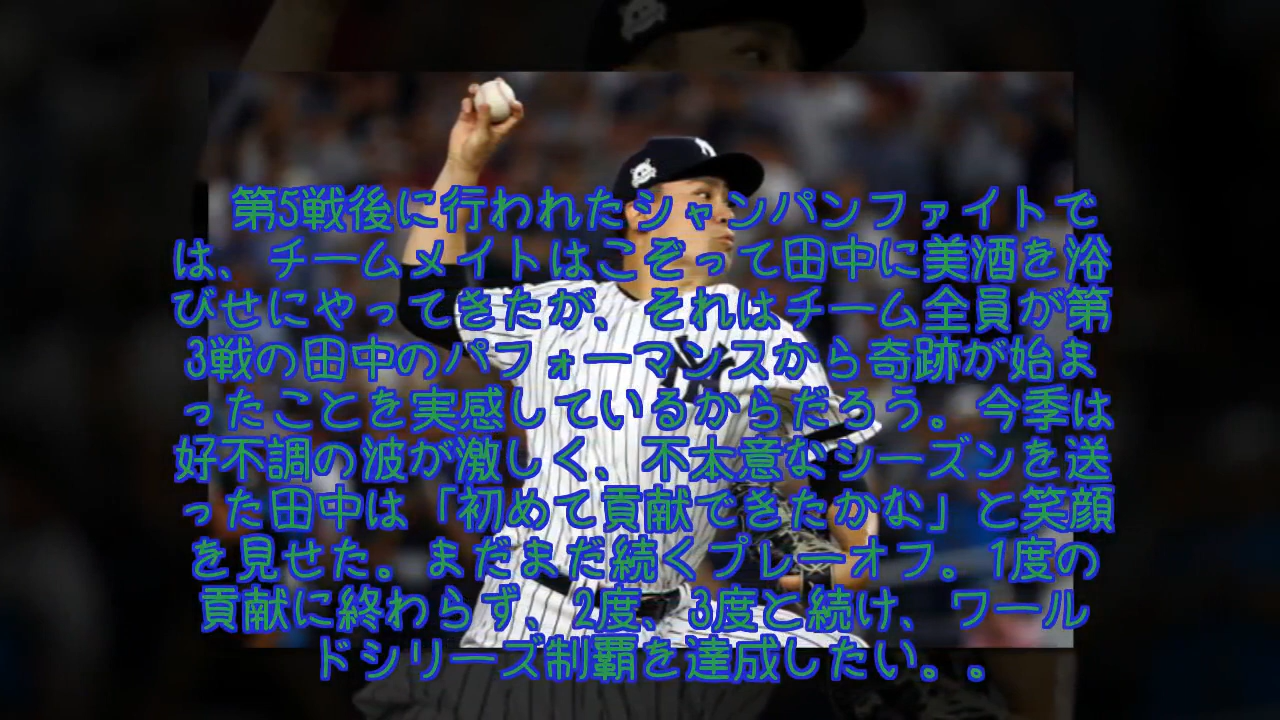 第5戦後に行われたシャンパンファイトで
は、チームメイトはこぞって田中に美酒を浴
びせにやってきたが、それはチーム全員が第
3戦の田中のパフォーマンスから奇跡が始ま
ったことを実感しているからだろう。今季は
好不調の波が激しく、不本意なシーズンを送
った田中は「初めて貢献できたかな」と笑顔
を見せた。まだまだ続くプレーオフ。1度の
貢献に終わらず、2度、3度と続け、ワール
ドシリーズ制覇を達成したい。。